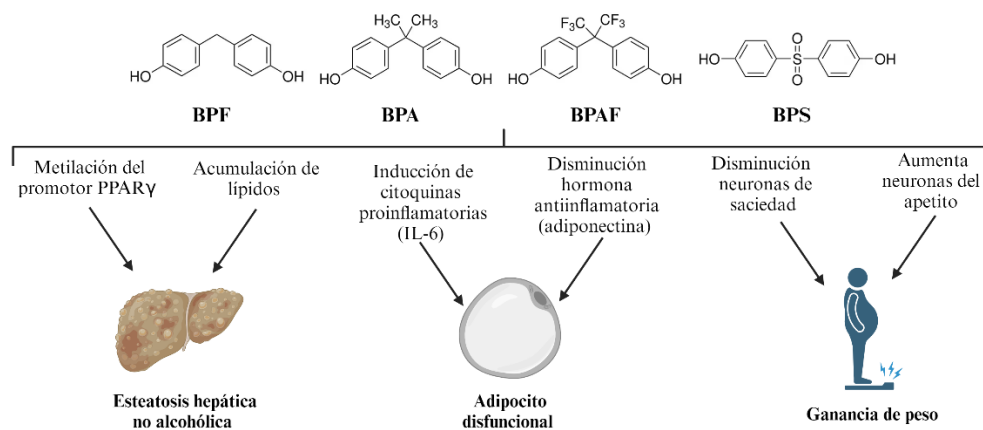 H₃C CH₃
F₃C CF₃
O
HO OH
HO OH
HO OH
HO S OH
O
BPF
BPA
BPAF
BPS
Metilación del
promotor PPARγ
Acumulación de
lípidos
Inducción de
citoquinas
proinflamatorias
(IL-6)
Disminución
hormona
antiinflamatoria
(adiponectina)
Disminución
neuronas de
saciedad
Aumenta
neuronas del
apetito
Esteatosis hepática
no alcohólica
Adipocito
disfuncional
Ganancia de peso